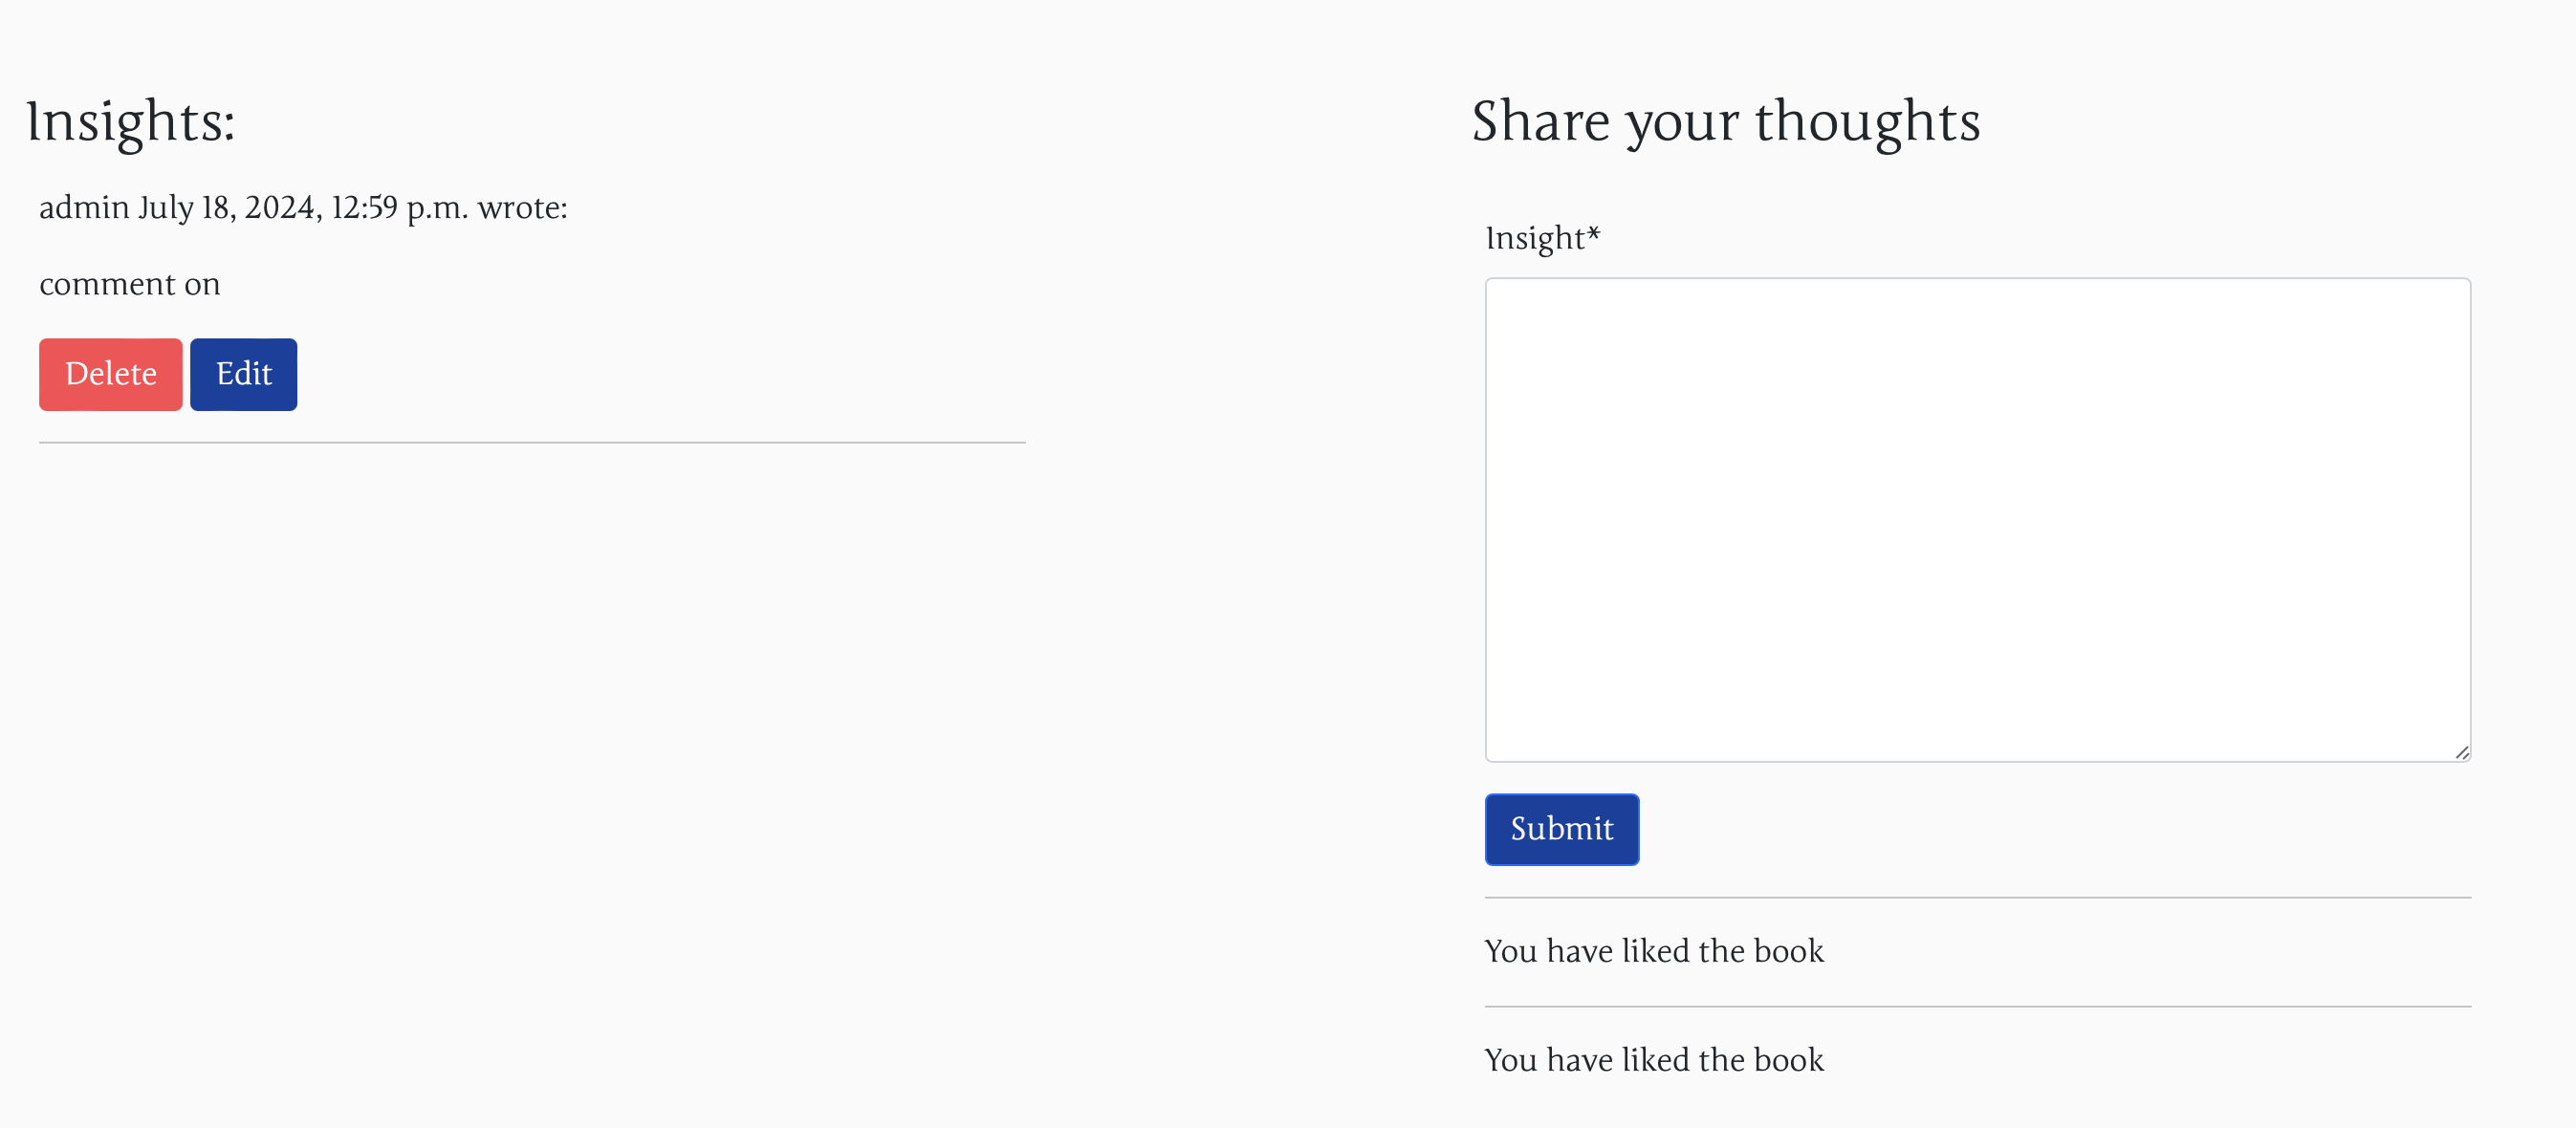 Insights:
admin July 18, 2024, 12:59 p.m. wrote:
comment on
Delete Edit
Share your thoughts
Insight*
Submit
You have liked the book
You have liked the book